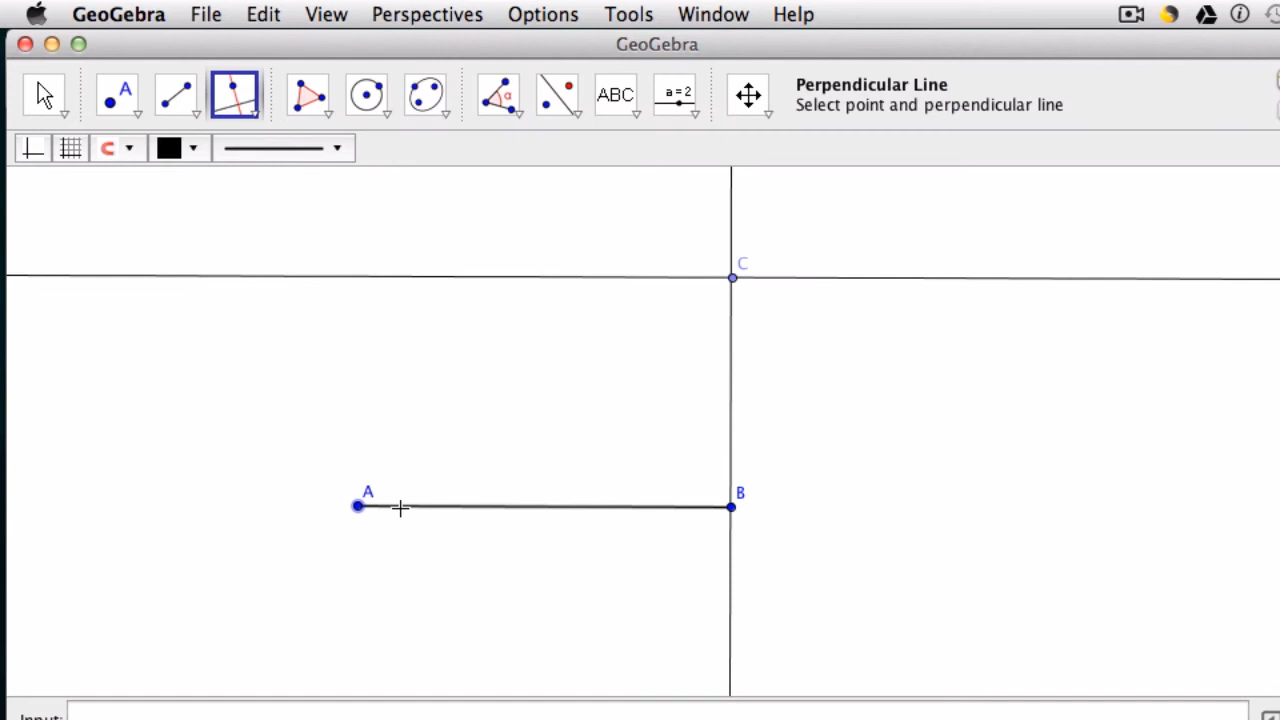 GeoGebra File Edit View Perspectives Options Tools Window Help
GeoGebra
A
ABC
a=2
α
Perpendicular Line
Select point and perpendicular line
C
A
B
Input: